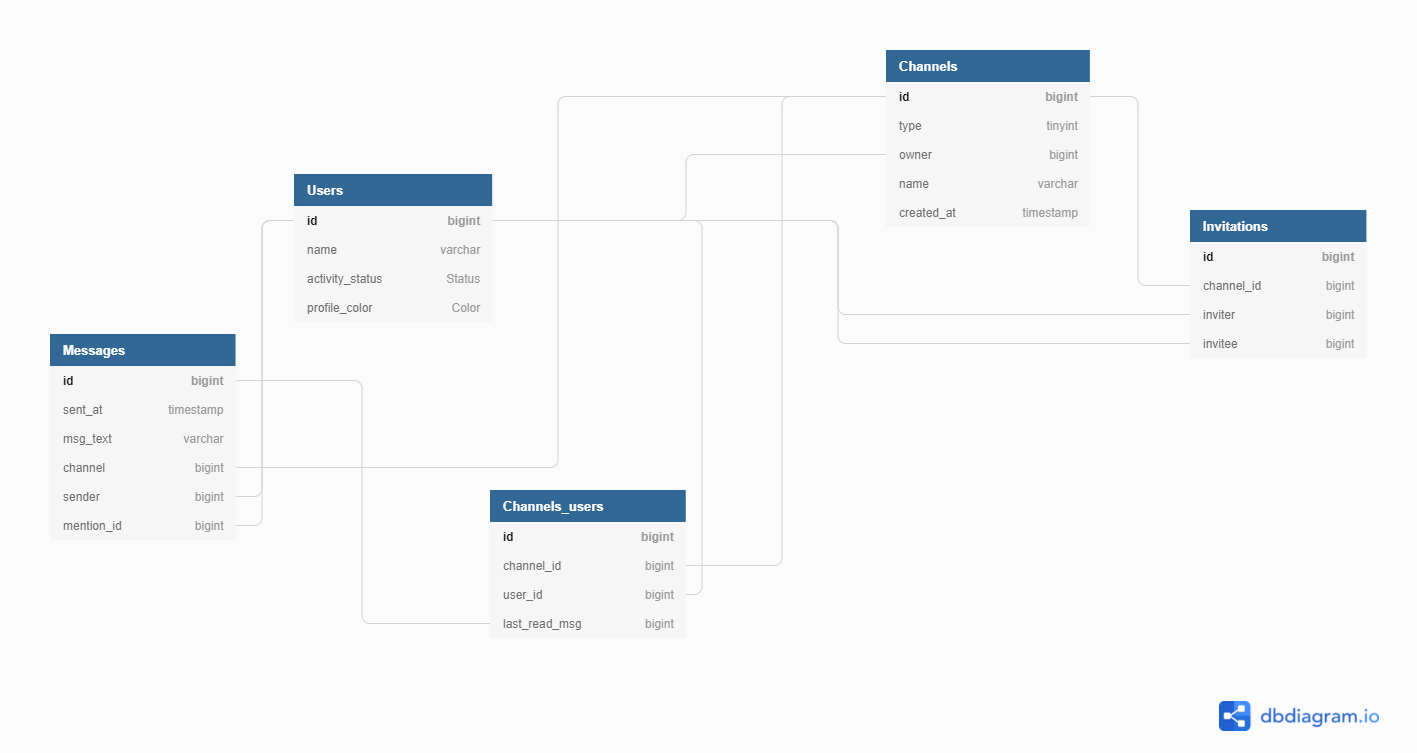 Channels
id bigint
type tinyint
owner bigint
name varchar
created_at timestamp
Users
id bigint
name varchar
activity_status Status
profile_color Color
Invitations
id bigint
channel_id bigint
inviter bigint
invitee bigint
Messages
id bigint
sent_at timestamp
msg_text varchar
channel bigint
sender bigint
mention_id bigint
Channels_users
id bigint
channel_id bigint
user_id bigint
last_read_msg bigint
dbdiagram.io